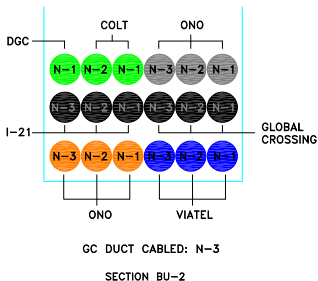 COLT ONO
DGC
N-1 N-2 N-1 N-3 N-2 N-1
N-3 N-2 N-1 N-3 N-2 N-1
I-21 GLOBAL
CROSSING
N-3 N-2 N-1 N-3 N-2 N-1
ONO VIATEL
GC DUCT CABLED: N-3
SECTION BU-2